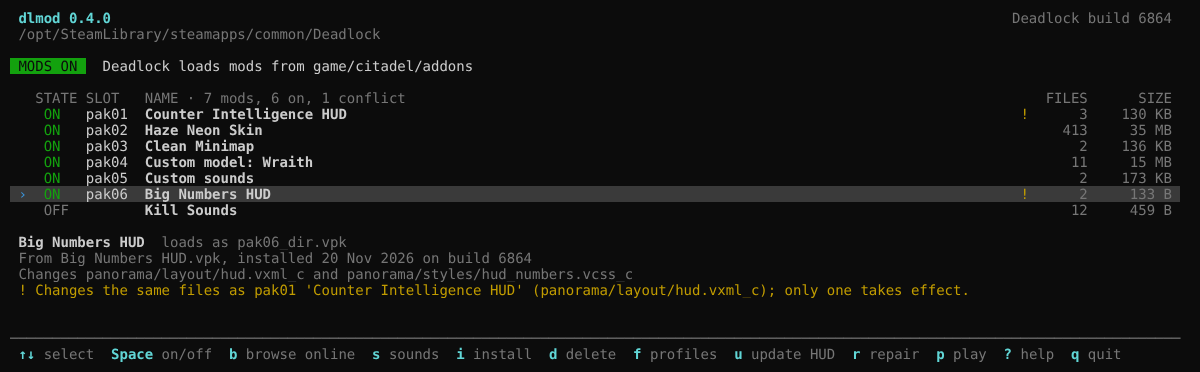 dlmod 0.4.0 Deadlock build 6864
/opt/SteamLibrary/steamapps/common/Deadlock
MODS ON Deadlock loads mods from game/citadel/addons
STATE SLOT NAME · 7 mods, 6 on, 1 conflict FILES SIZE
ON pak01 Counter Intelligence HUD ! 3 130 KB
ON pak02 Haze Neon Skin 413 35 MB
ON pak03 Clean Minimap 2 136 KB
ON pak04 Custom model: Wraith 11 15 MB
ON pak05 Custom sounds 2 173 KB
› ON pak06 Big Numbers HUD ! 2 133 B
OFF Kill Sounds 12 459 B
Big Numbers HUD loads as pak06_dir.vpk
From Big Numbers HUD.vpk, installed 20 Nov 2026 on build 6864
Changes panorama/layout/hud.vxml_c and panorama/styles/hud_numbers.vcss_c
! Changes the same files as pak01 'Counter Intelligence HUD' (panorama/layout/hud.vxml_c); only one takes effect.
↑↓ select Space on/off b browse online s sounds i install d delete f profiles u update HUD r repair p play ? help q quit